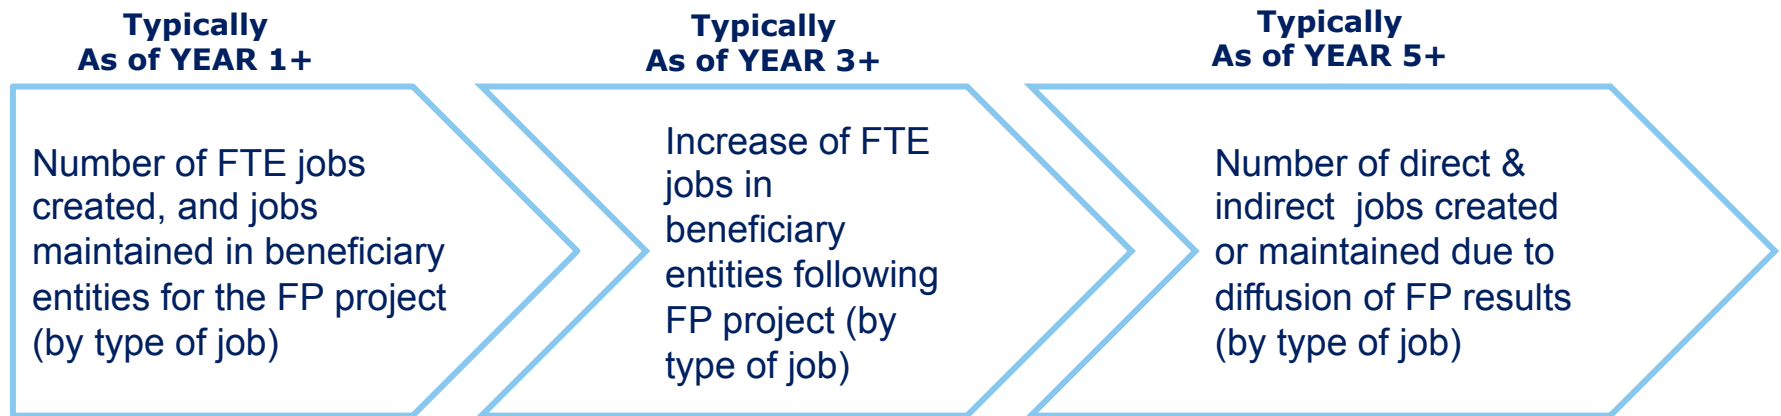 Typically
As of YEAR 1+
Number of FTE jobs
created, and jobs
maintained in beneficiary
entities for the FP project
(by type of job)
Typically
As of YEAR 3+
Increase of FTE
jobs in
beneficiary
entities following
FP project (by
type of job)
Typically
As of YEAR 5+
Number of direct &
indirect  jobs created
or maintained due to
diffusion of FP results
(by type of job)